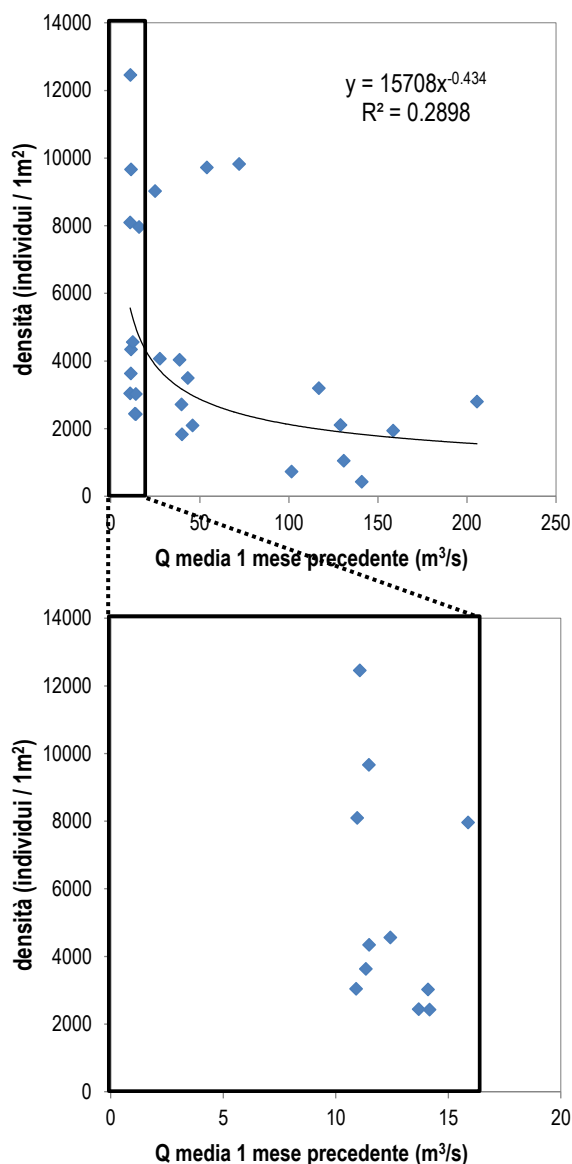 14000
12000
10000
8000
6000
4000
2000
0
densità (individui / 1m²)
y = 15708x⁻⁰·⁴³⁴
R² = 0.2898
0 50 100 150 200 250
Q media 1 mese precedente (m³/s)
14000
12000
10000
8000
6000
4000
2000
0
densità (individui / 1m²)
0 5 10 15 20
Q media 1 mese precedente (m³/s)